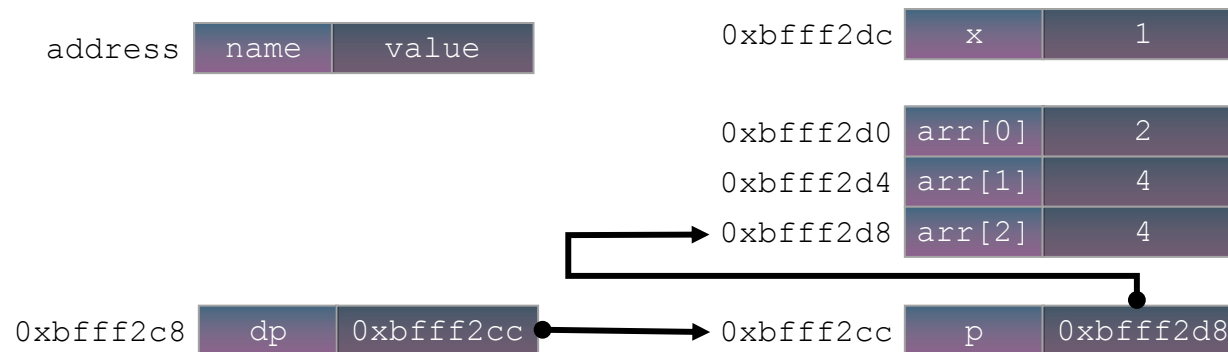 address name value
0xbfff2dc x 1
0xbfff2d0 arr[0] 2
0xbfff2d4 arr[1] 4
0xbfff2d8 arr[2] 4
0xbfff2c8 dp 0xbfff2cc
0xbfff2cc p 0xbfff2d8